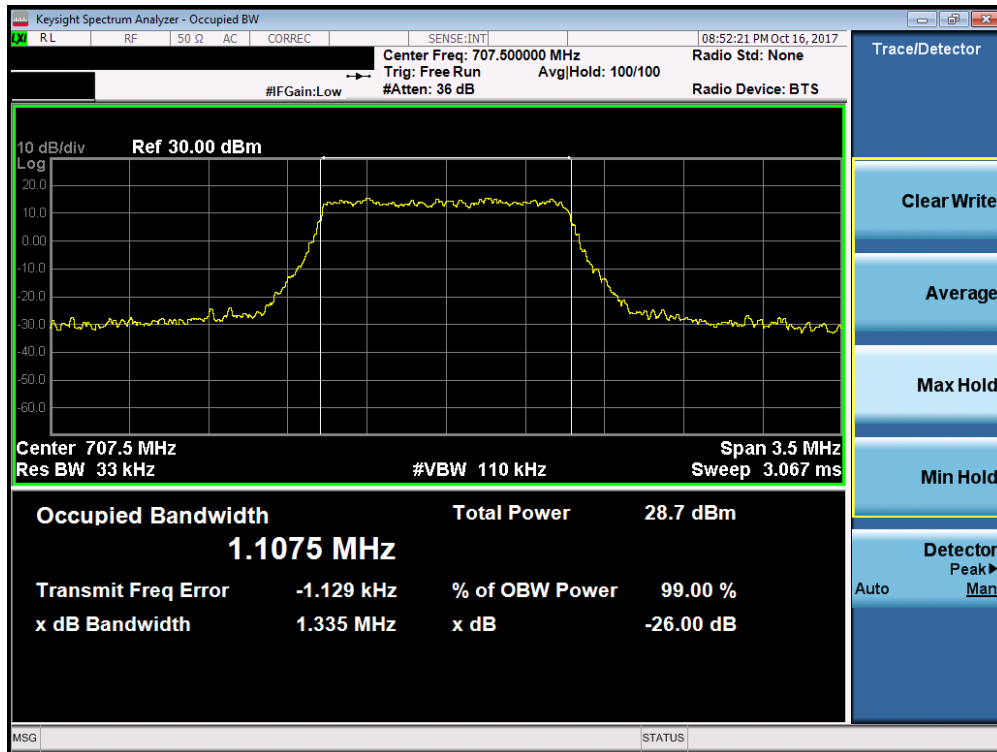 Keysight Spectrum Analyzer - Occupied BW
LXI RL RF 50 Ω AC CORREC SENSE:INT 08:52:21 PM Oct 16, 2017
Center Freq: 707.500000 MHz Radio Std: None
Trig: Free Run Avg|Hold: 100/100
#IFGain:Low #Atten: 36 dB Radio Device: BTS
10 dB/div Ref 30.00 dBm
Log
20.0
10.0
0.00
-10.0
-20.0
-30.0
-40.0
-50.0
-60.0
Center 707.5 MHz Span 3.5 MHz
Res BW 33 kHz #VBW 110 kHz Sweep 3.067 ms
Occupied Bandwidth Total Power 28.7 dBm
1.1075 MHz
Transmit Freq Error -1.129 kHz % of OBW Power 99.00 %
x dB Bandwidth 1.335 MHz x dB -26.00 dB
MSG STATUS
Trace/Detector
Clear Write
Average
Max Hold
Min Hold
Detector
Peak▶
Auto Man